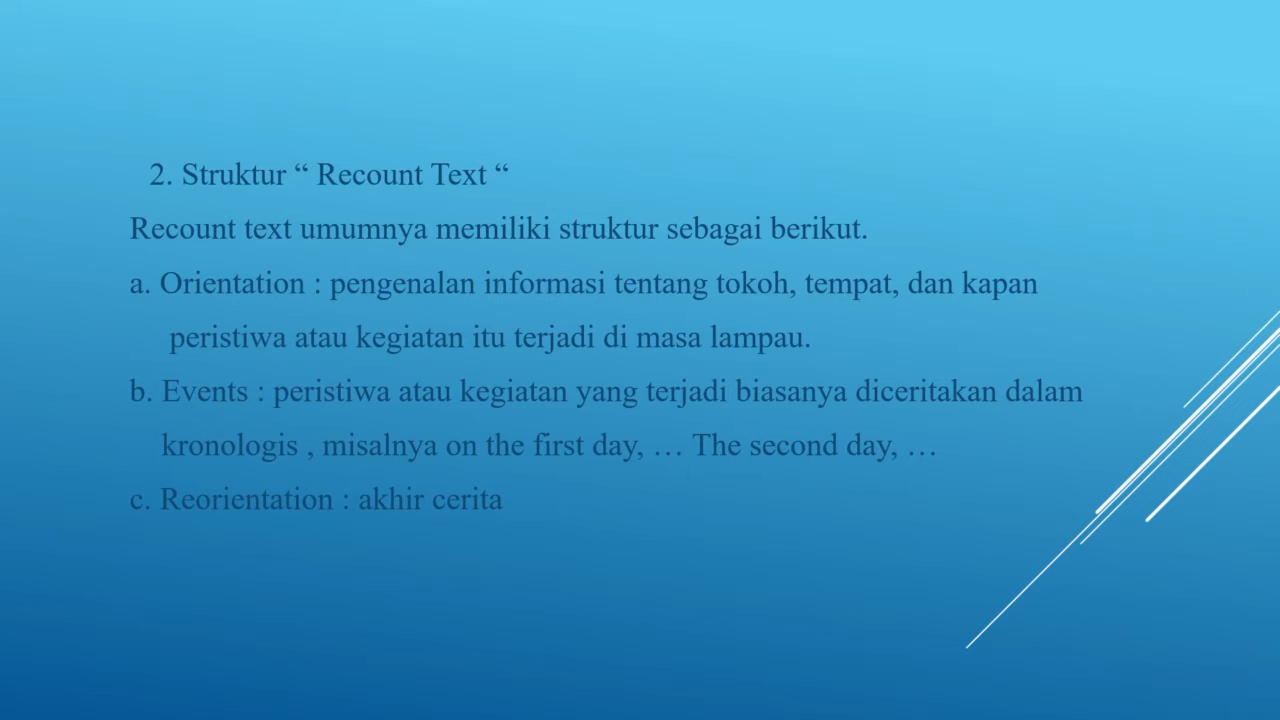 2. Struktur “ Recount Text “
Recount text umumnya memiliki struktur sebagai berikut.
a. Orientation : pengenalan informasi tentang tokoh, tempat, dan kapan
peristiwa atau kegiatan itu terjadi di masa lampau.
b. Events : peristiwa atau kegiatan yang terjadi biasanya diceritakan dalam
kronologis , misalnya on the first day, … The second day, …
c. Reorientation : akhir cerita